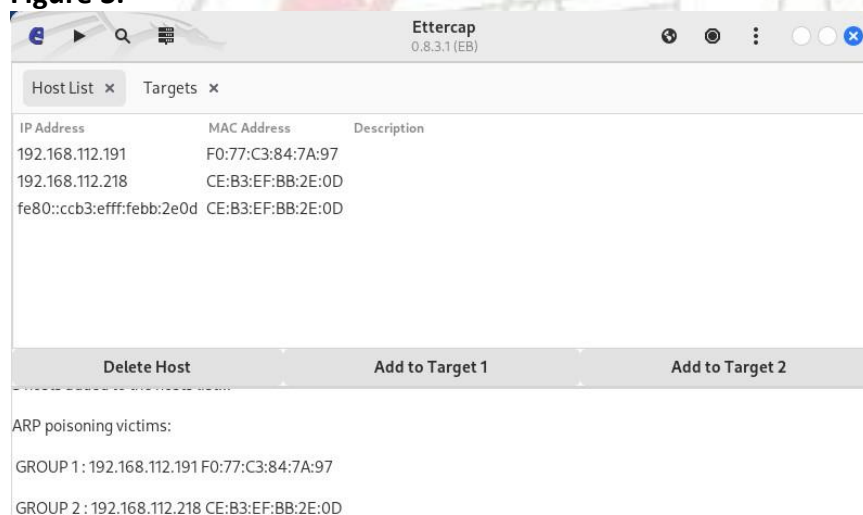 Ettercap
0.8.3.1 (EB)
Host List × Targets ×
IP Address MAC Address Description
192.168.112.191 F0:77:C3:84:7A:97
192.168.112.218 CE:B3:EF:BB:2E:0D
fe80::ccb3:efff:febb:2e0d CE:B3:EF:BB:2E:0D
Delete Host Add to Target 1 Add to Target 2
ARP poisoning victims:
GROUP 1 : 192.168.112.191 F0:77:C3:84:7A:97
GROUP 2 : 192.168.112.218 CE:B3:EF:BB:2E:0D